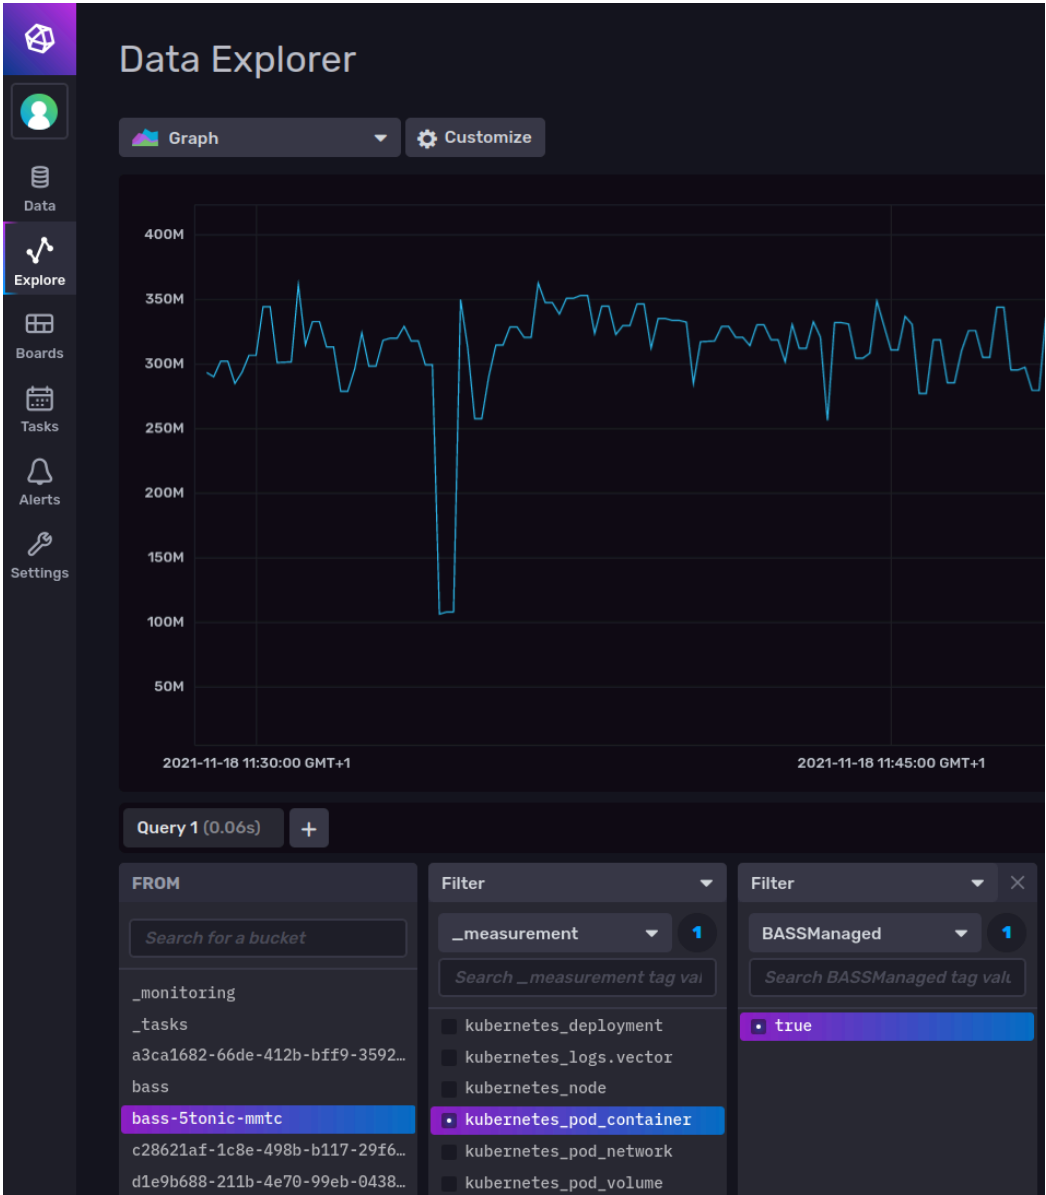 Data Explorer
Graph
Customize
Data
Explore
Boards
Tasks
Alerts
Settings
400M
350M
300M
250M
200M
150M
100M
50M
2021-11-18 11:30:00 GMT+1
2021-11-18 11:45:00 GMT+1
Query 1 (0.06s)
+
FROM
Search for a bucket
_monitoring
_tasks
a3ca1682-66de-412b-bff9-3592…
bass
bass-5tonic-mmtc
c28621af-1c8e-498b-b117-29f6…
d1e9b688-211b-4e70-99eb-0438…
Filter
_measurement
1
Search _measurement tag val
kubernetes_deployment
kubernetes_logs.vector
kubernetes_node
kubernetes_pod_container
kubernetes_pod_network
kubernetes_pod_volume
Filter
BASSManaged
1
Search BASSManaged tag valu
true